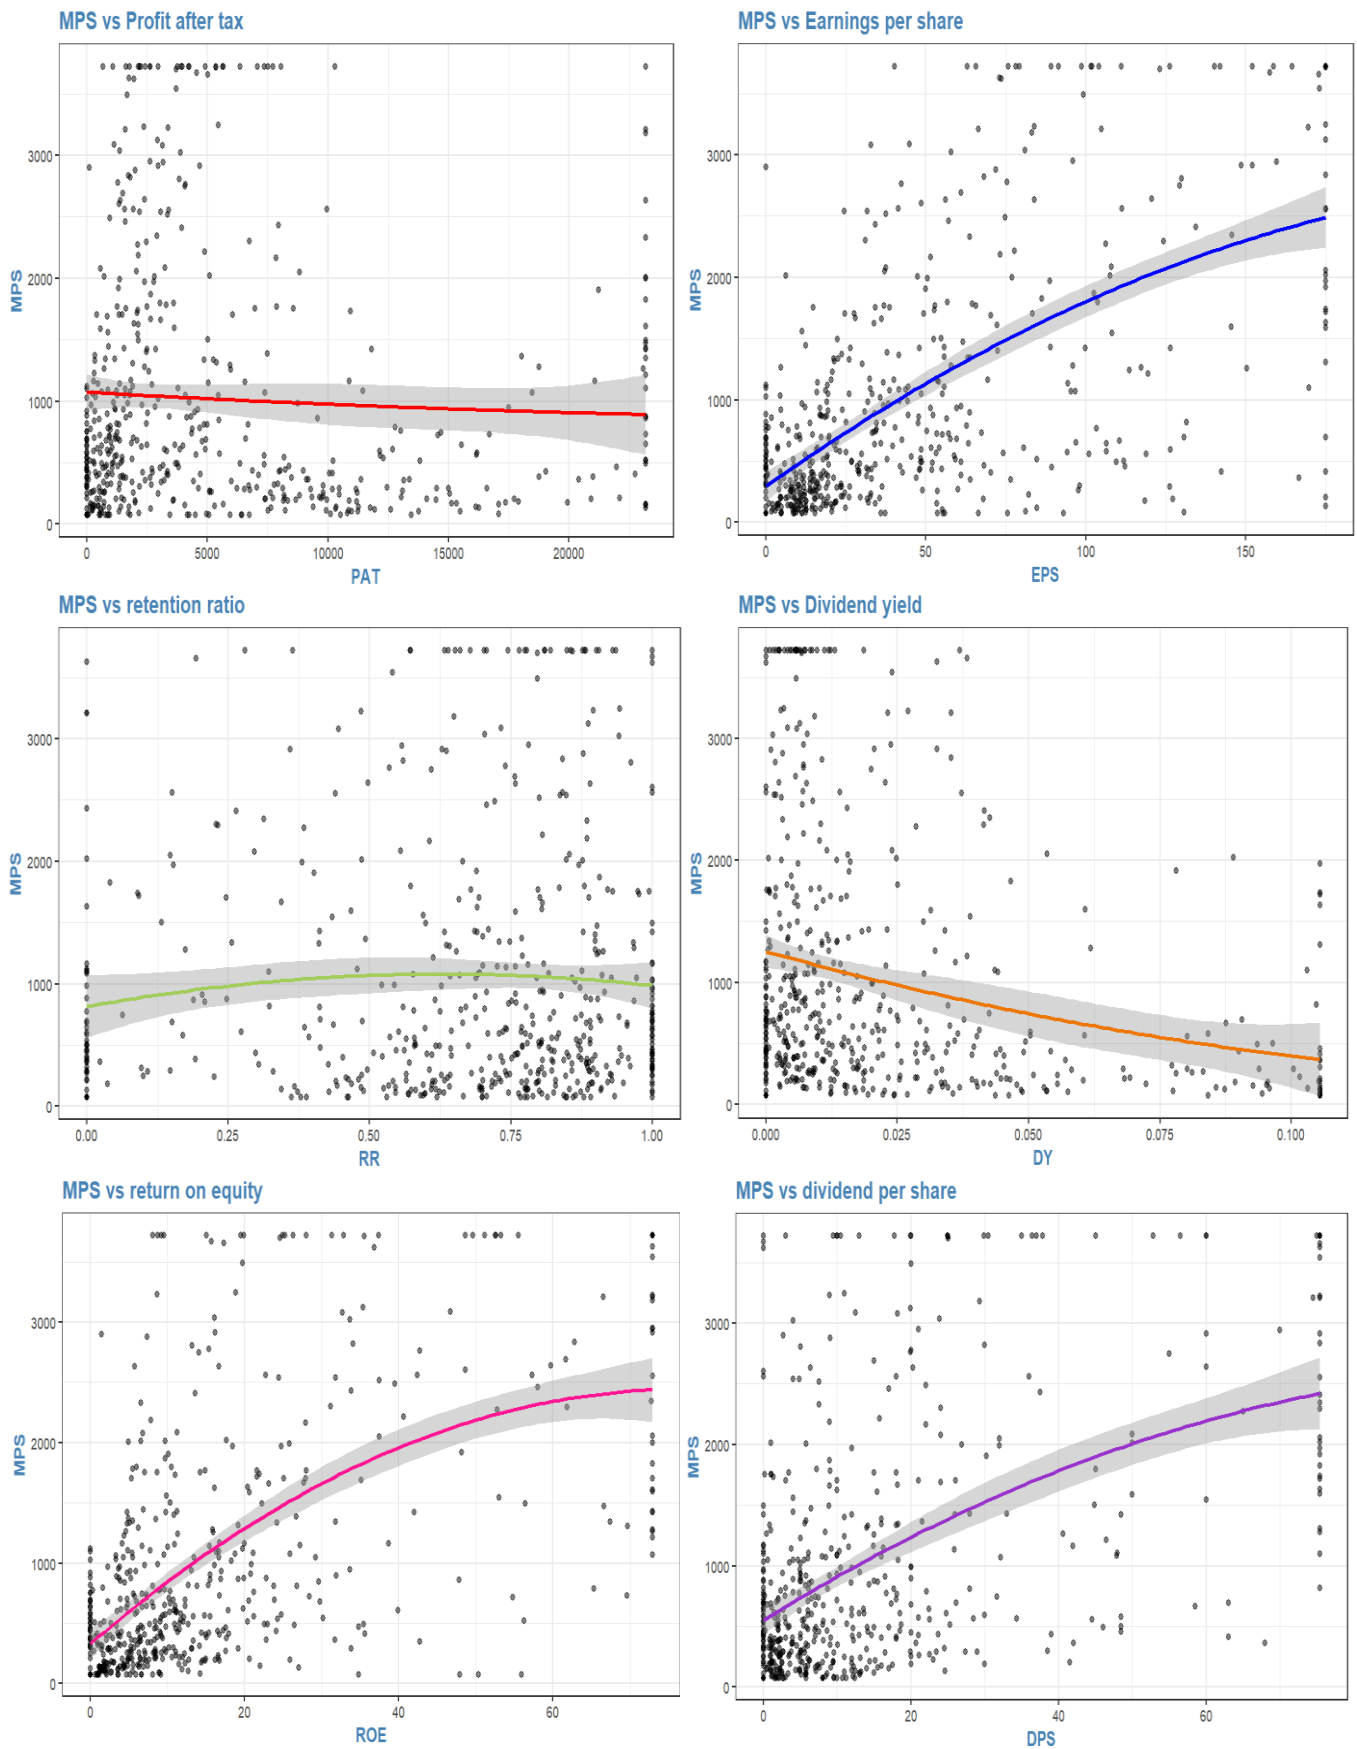 MPS vs Profit after tax
MPS
3000
2000
1000
0
0 5000 10000 15000 20000
PAT
MPS vs Earnings per share
MPS
3000
2000
1000
0
0 50 100 150
EPS
MPS vs retention ratio
MPS
3000
2000
1000
0
0.00 0.25 0.50 0.75 1.00
RR
MPS vs Dividend yield
MPS
3000
2000
1000
0
0.000 0.025 0.050 0.075 0.100
DY
MPS vs return on equity
MPS
3000
2000
1000
0
0 20 40 60
ROE
MPS vs dividend per share
MPS
3000
2000
1000
0
0 20 40 60
DPS